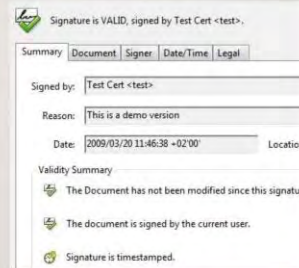 Signature is VALID, signed by Test Cert <test>.
Summary Document Signer Date/Time Legal
Signed by: Test Cert <test>
Reason: This is a demo version
Date: 2009/03/20 11:46:38 +02'00' Locatio
Validity Summary
The Document has not been modified since this signatu
The document is signed by the current user.
Signature is timestamped.